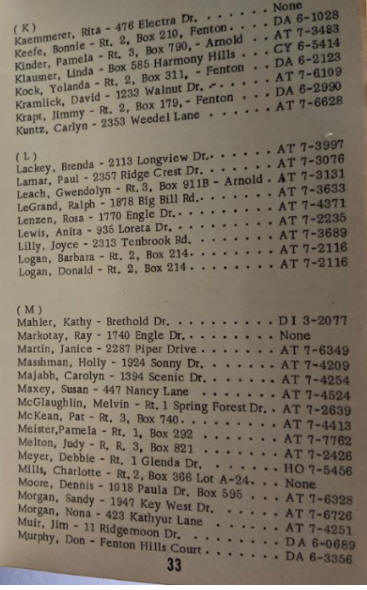 (K)
Kaemmerer, Rita - 476 Electra Dr. . . . . . . . None
Keefe, Bonnie - Rt. 2, Box 210, Fenton. . . . . DA 6-1028
Kinder, Pamela - Rt. 3, Box 790, - Arnold . . . AT 7-3483
Klausner, Linda - Box 585 Harmony Hills . . . CY 6-5414
Kock, Yolanda - Rt. 2, Box 311, - Fenton . . . DA 6-2123
Kramlick, David - 1233 Walnut Dr. . . . . . . . AT 7-6109
Krapt, Jimmy - Rt. 2, Box 179, - Fenton . . . . DA 6-2990
Kuntz, Carlyn - 2353 Weedel Lane . . . . . . . AT 7-6628
(L)
Lackey, Brenda - 2113 Longview Dr. . . . . . . AT 7-3997
Lamar, Paul - 2357 Ridge Crest Dr. . . . . . . . AT 7-3076
Leach, Gwendolyn - Rt. 3, Box 911B - Arnold . AT 7-3131
LeGrand, Ralph - 1878 Big Bill Rd. . . . . . . . AT 7-3633
Lenzen, Rosa - 1770 Engle Dr. . . . . . . . . . AT 7-4371
Lewis, Anita - 935 Loreta Dr. . . . . . . . . . AT 7-2235
Lilly, Joyce - 2313 Tenbrook Rd. . . . . . . . . AT 7-3689
Logan, Barbara - Rt. 2, Box 214. . . . . . . . . AT 7-2116
Logan, Donald - Rt. 2, Box 214 . . . . . . . . . AT 7-2116
(M)
Mahler, Kathy - Brethold Dr. . . . . . . . . . . DI 3-2077
Markotay, Ray - 1740 Engle Dr. . . . . . . . . . None
Martin, Janice - 2287 Piper Drive . . . . . . . . AT 7-6349
Masshman, Holly - 1924 Sonny Dr. . . . . . . . AT 7-4209
Majabb, Carolyn - 1394 Scenic Dr. . . . . . . . AT 7-4254
Maxey, Susan - 447 Nancy Lane . . . . . . . . AT 7-4524
McGlaughlin, Melvin - Rt. 1 Spring Forest Dr. . AT 7-2639
McKean, Pat - Rt. 3, Box 740. . . . . . . . . . AT 7-4413
Meister,Pamela - Rt. 1, Box 292 . . . . . . . . AT 7-7762
Melton, Judy - R. R. 3, Box 821 . . . . . . . . AT 7-2426
Meyer, Debbie - Rt. 1 Glenda Dr. . . . . . . . . HO 7-5456
Mills, Charlotte - Rt. 2, Box 366 Lot A-24. . . . None
Moore, Dennis - 1018 Paula Dr. Box 595 . . . . AT 7-6328
Morgan, Sandy - 1947 Key West Dr. . . . . . . . AT 7-6726
Morgan, Nona - 423 Kathyur Lane . . . . . . . AT 7-4251
Muir, Jim - 11 Ridgemoon Dr. . . . . . . . . . . DA 6-0689
Murphy, Don - Fenton Hills Court . . . . . . . . DA 6-3356
33